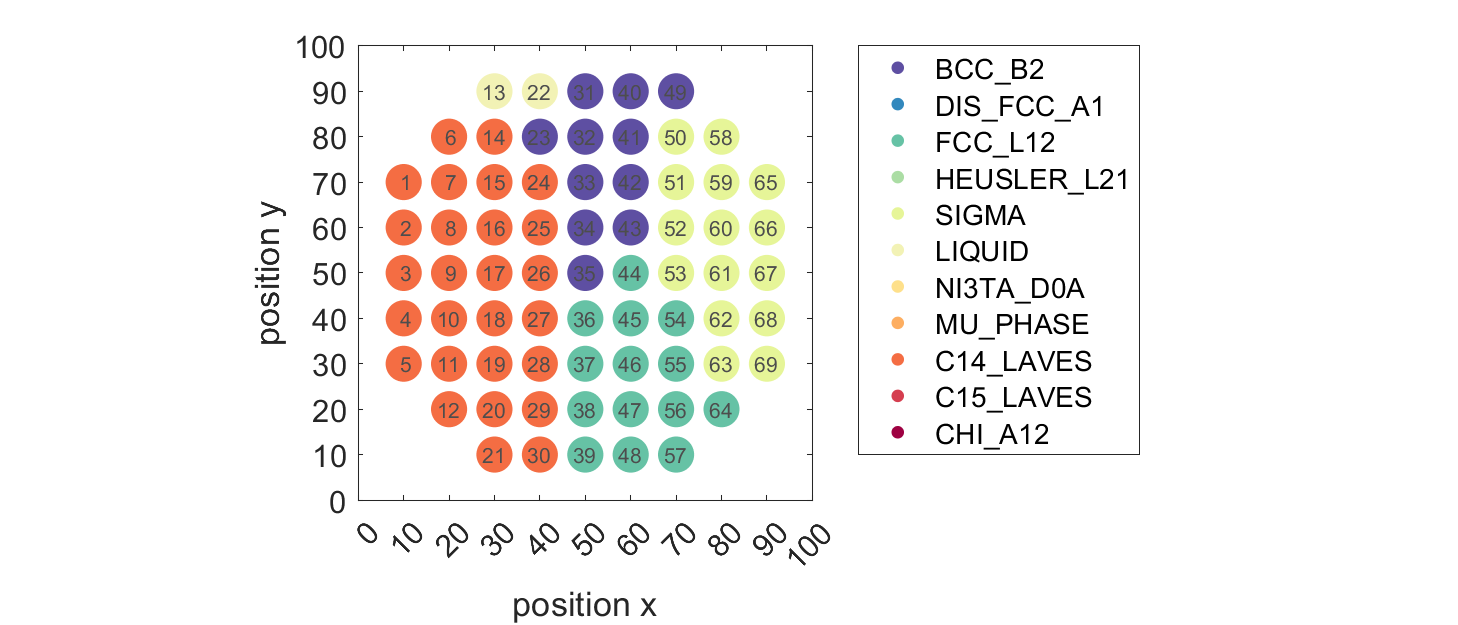 100
90
80
70
60
50
40
30
20
10
0
position y
13 22 31 40 49
6 14 23 32 41 50 58
1 7 15 24 33 42 51 59 65
2 8 16 25 34 43 52 60 66
3 9 17 26 35 44 53 61 67
4 10 18 27 36 45 54 62 68
5 11 19 28 37 46 55 63 69
12 20 29 38 47 56 64
21 30 39 48 57
0 10 20 30 40 50 60 70 80 90 100
position x
BCC_B2
DIS_FCC_A1
FCC_L12
HEUSLER_L21
SIGMA
LIQUID
NI3TA_D0A
MU_PHASE
C14_LAVES
C15_LAVES
CHI_A12